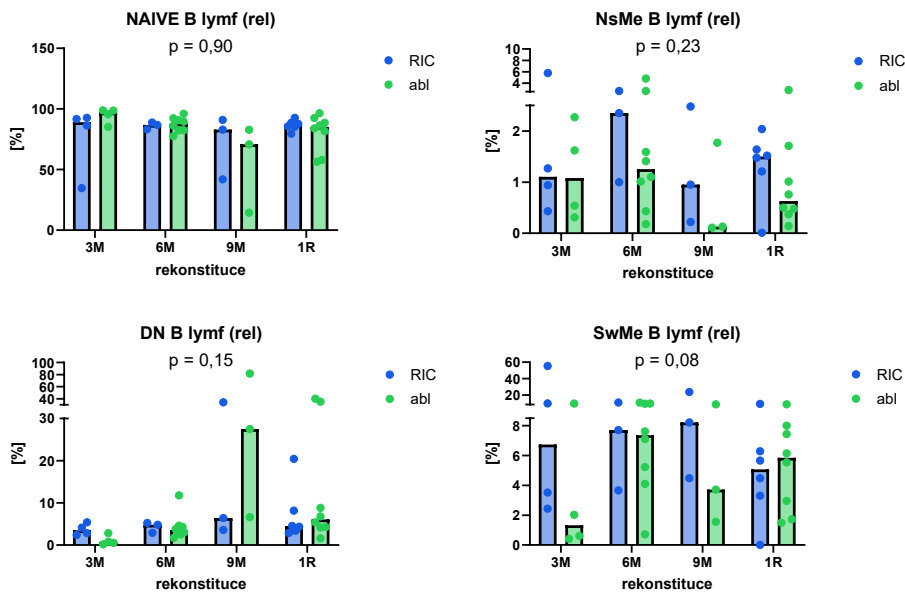 NAIVE B lymf (rel)
p = 0,90
150
100
50
0
[%]
3M 6M 9M 1R
rekonstituce
RIC
abl
NsMe B lymf (rel)
p = 0,23
10
8
6
4
2
1
0
[%]
3M 6M 9M 1R
rekonstituce
RIC
abl
DN B lymf (rel)
p = 0,15
100
80
60
40
30
20
10
0
[%]
3M 6M 9M 1R
rekonstituce
RIC
abl
SwMe B lymf (rel)
p = 0,08
60
40
20
8
6
4
2
0
[%]
3M 6M 9M 1R
rekonstituce
RIC
abl